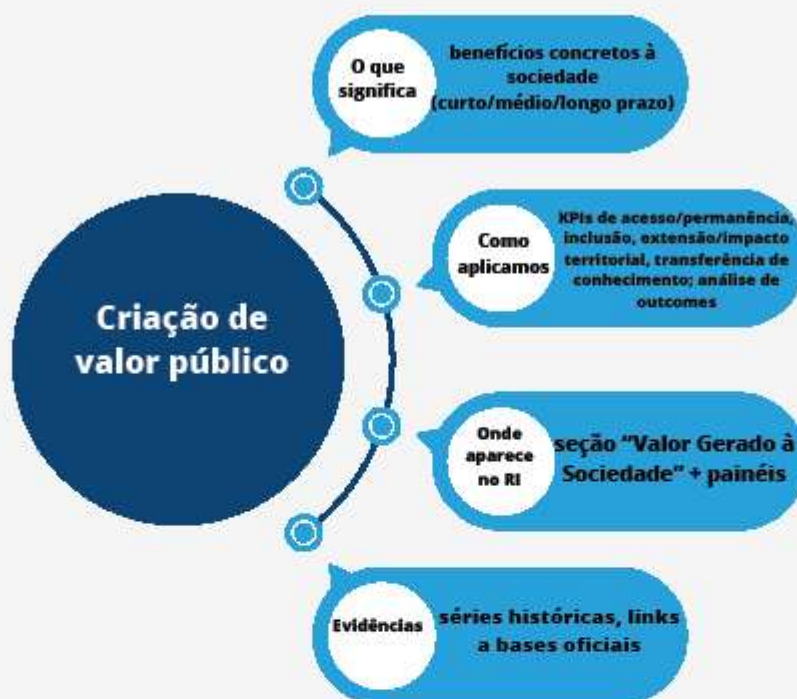 Criação de
valor público
O que
significa
benefícios concretos à
sociedade
(curto/médio/longo prazo)
Como
aplicamos
KPIs de acesso/permanência,
inclusão, extensão/impacto
territorial, transferência de
conhecimento; análise de
outcomes
Onde
aparece
no RI
seção “Valor Gerado à
Sociedade” + painéis
Evidências
séries históricas, links
a bases oficiais